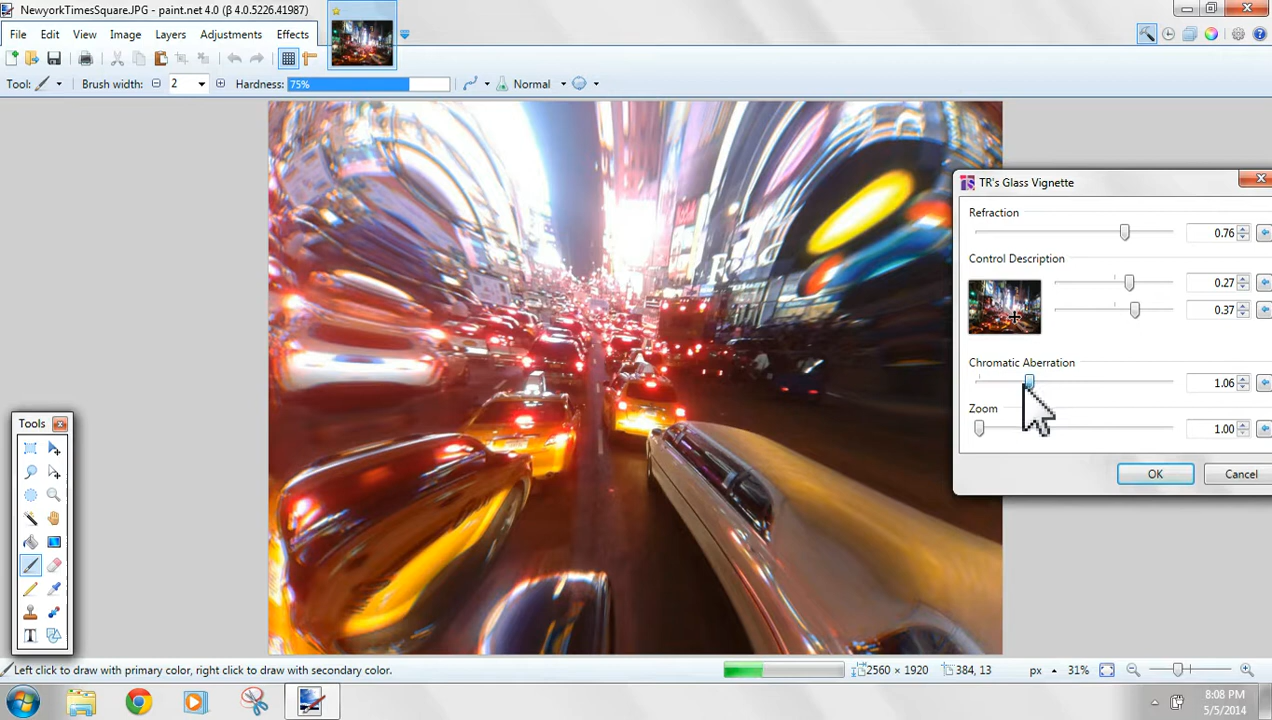 NewyorkTimesSquare.JPG - paint.net 4.0 (β 4.0.5226.41987)
File Edit View Image Layers Adjustments Effects
Tool: Brush width: 2 Hardness: 75% Normal
TR's Glass Vignette
Refraction
0.76
Control Description
0.27
0.37
Chromatic Aberration
1.06
Zoom
1.00
OK Cancel
Tools
T
Left click to draw with primary color, right click to draw with secondary color.
2560 × 1920 384, 13 px 31%
8:08 PM
5/5/2014